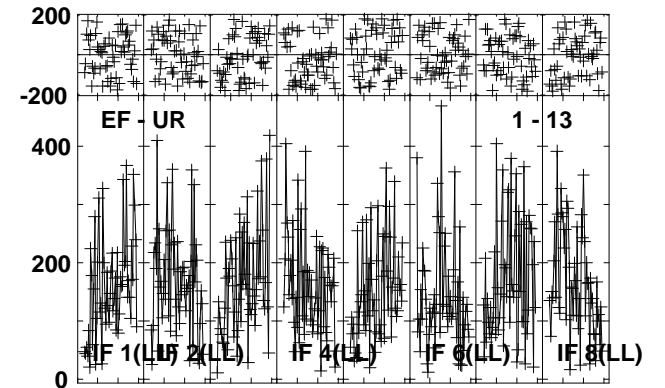 200
-200
EF - UR 1 - 13
400
200
IF 1(LL) IF 2(LL) IF 4(LL) IF 6(LL) IF 8(LL)
0